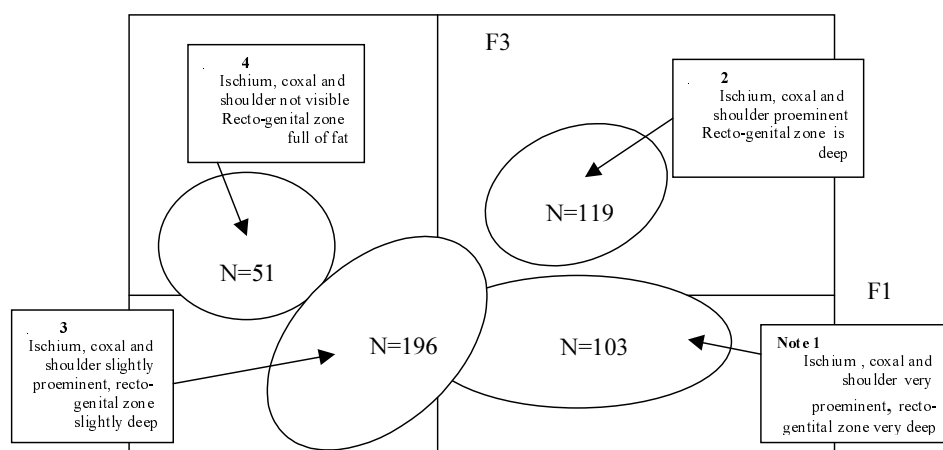 F3
. 4
Ischium, coxal and
shoulder not visible
Recto-genital zone
full of fat
. 2
Ischium, coxal and
shoulder proeminent
Recto-genital zone is
deep
N=119
N=51
F1
. 3
Ischium, coxal and
shoulder slightly
proeminent, recto-
genital zone
slightly deep
N=196
N=103
Note 1
Ischium , coxal and
shoulder very
proeminent, recto-
gentital zone very deep